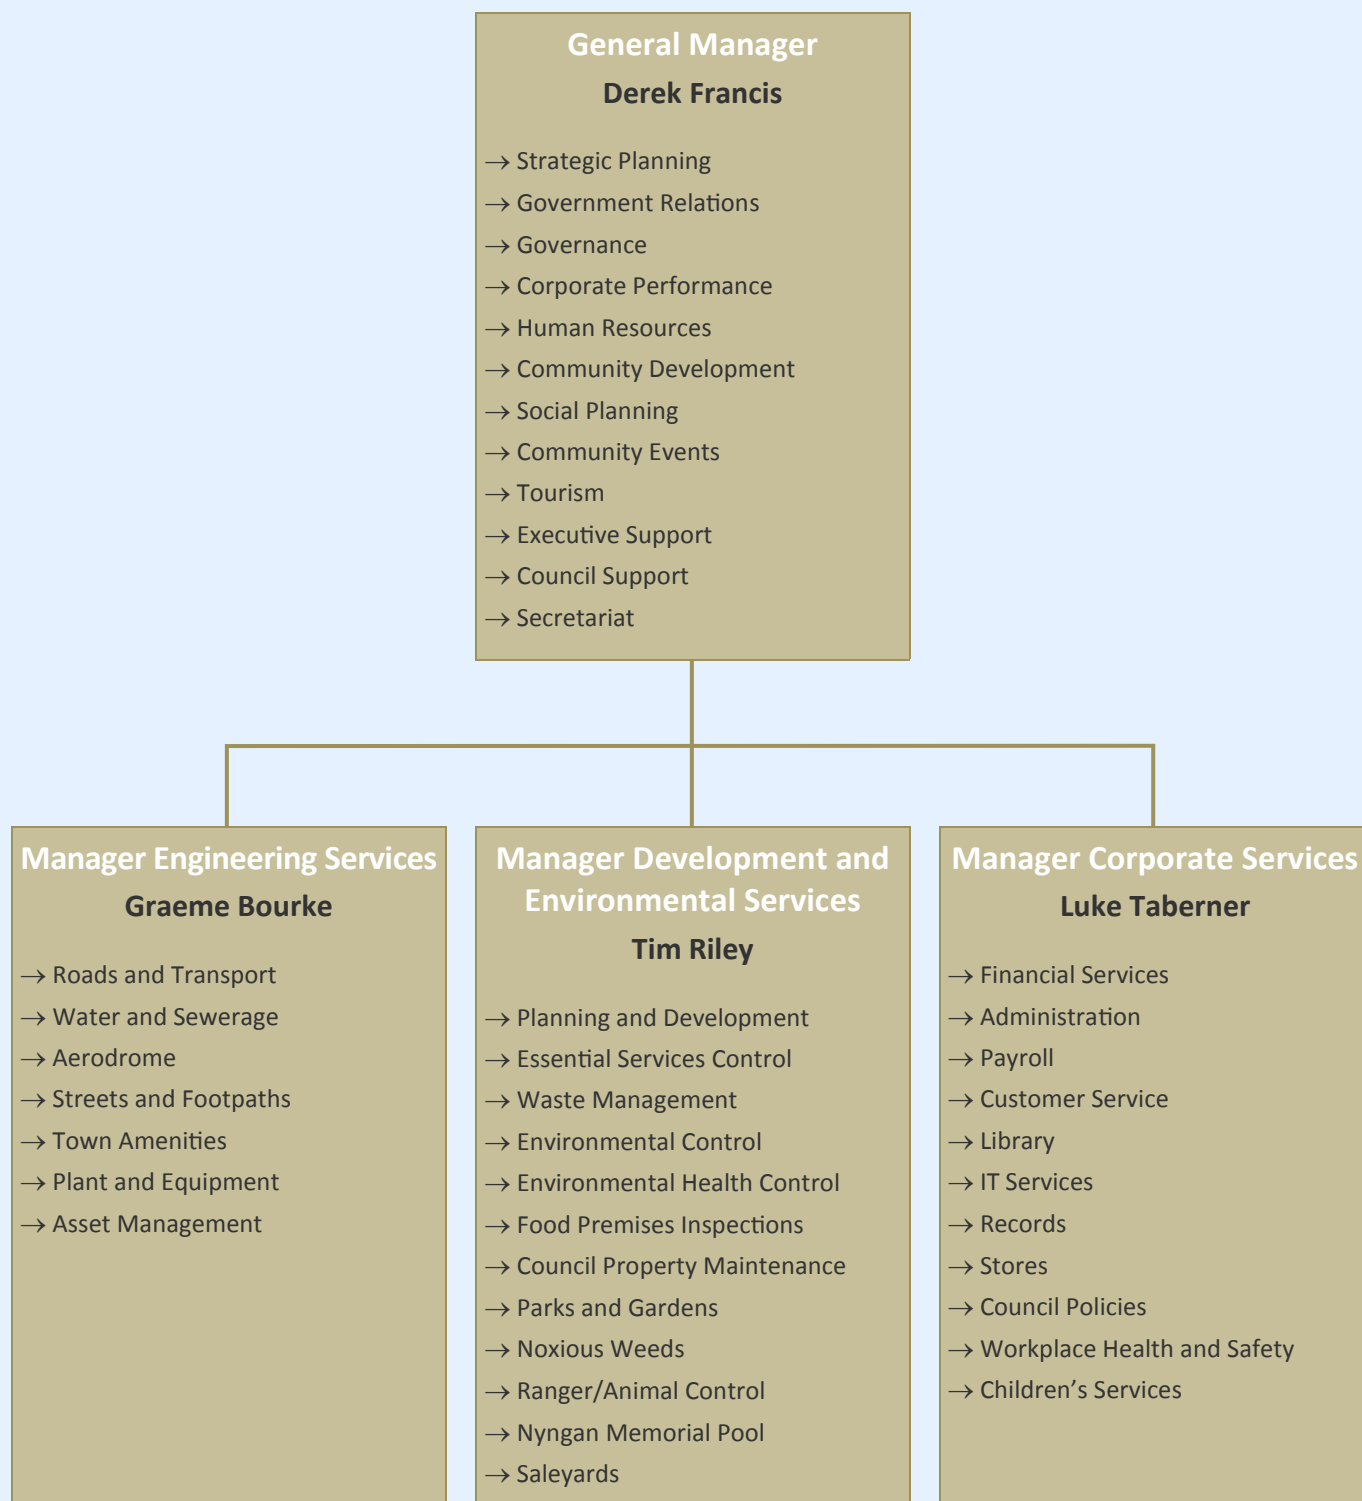 General Manager
Derek Francis
→ Strategic Planning
→ Government Relations
→ Governance
→ Corporate Performance
→ Human Resources
→ Community Development
→ Social Planning
→ Community Events
→ Tourism
→ Executive Support
→ Council Support
→ Secretariat
Manager Engineering Services
Graeme Bourke
→ Roads and Transport
→ Water and Sewerage
→ Aerodrome
→ Streets and Footpaths
→ Town Amenities
→ Plant and Equipment
→ Asset Management
Manager Development and
Environmental Services
Tim Riley
→ Planning and Development
→ Essential Services Control
→ Waste Management
→ Environmental Control
→ Environmental Health Control
→ Food Premises Inspections
→ Council Property Maintenance
→ Parks and Gardens
→ Noxious Weeds
→ Ranger/Animal Control
→ Nyngan Memorial Pool
→ Saleyards
Manager Corporate Services
Luke Taberner
→ Financial Services
→ Administration
→ Payroll
→ Customer Service
→ Library
→ IT Services
→ Records
→ Stores
→ Council Policies
→ Workplace Health and Safety
→ Children’s Services